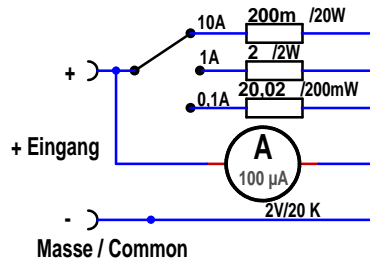 10A 200m /20W
+ 1A 2 /2W
0,1A 20,02 /200mW
+ Eingang A
100 µA
- 2V/20 K
Masse / Common